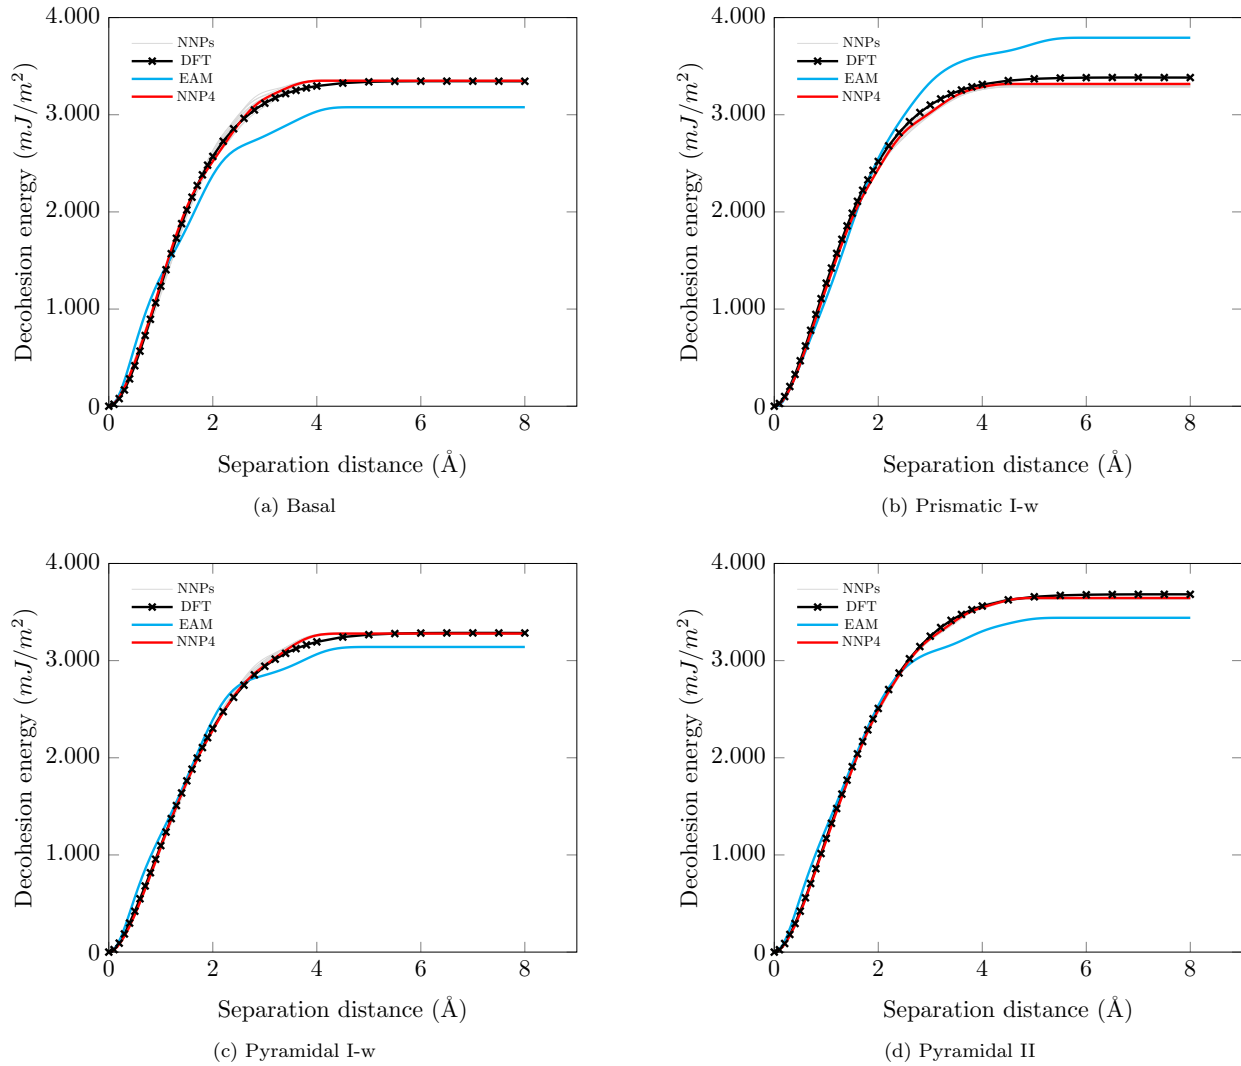 4.000
3.000
2.000
1.000
0
Decohesion energy (mJ/m²)
NNPs
DFT
EAM
NNP4
0 2 4 6 8
Separation distance (Å)
(a) Basal
4.000
3.000
2.000
1.000
0
Decohesion energy (mJ/m²)
NNPs
DFT
EAM
NNP4
0 2 4 6 8
Separation distance (Å)
(b) Prismatic I-w
4.000
3.000
2.000
1.000
0
Decohesion energy (mJ/m²)
NNPs
DFT
EAM
NNP4
0 2 4 6 8
Separation distance (Å)
(c) Pyramidal I-w
4.000
3.000
2.000
1.000
0
Decohesion energy (mJ/m²)
NNPs
DFT
EAM
NNP4
0 2 4 6 8
Separation distance (Å)
(d) Pyramidal II